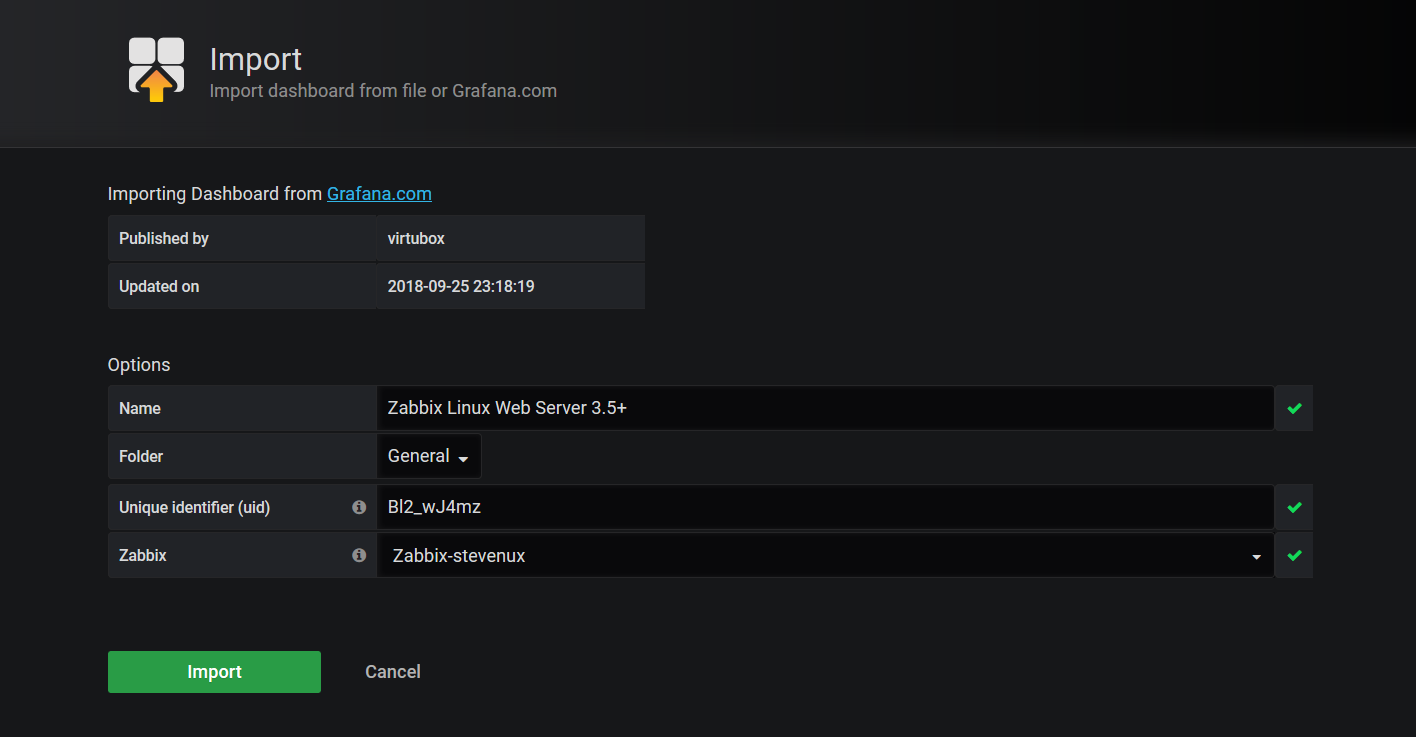 Import
Import dashboard from file or Grafana.com
Importing Dashboard from Grafana.com
Published by virtubox
Updated on 2018-09-25 23:18:19
Options
Name Zabbix Linux Web Server 3.5+
Folder General
Unique identifier (uid) Bl2_wJ4mz
Zabbix Zabbix-stevenux
Import Cancel